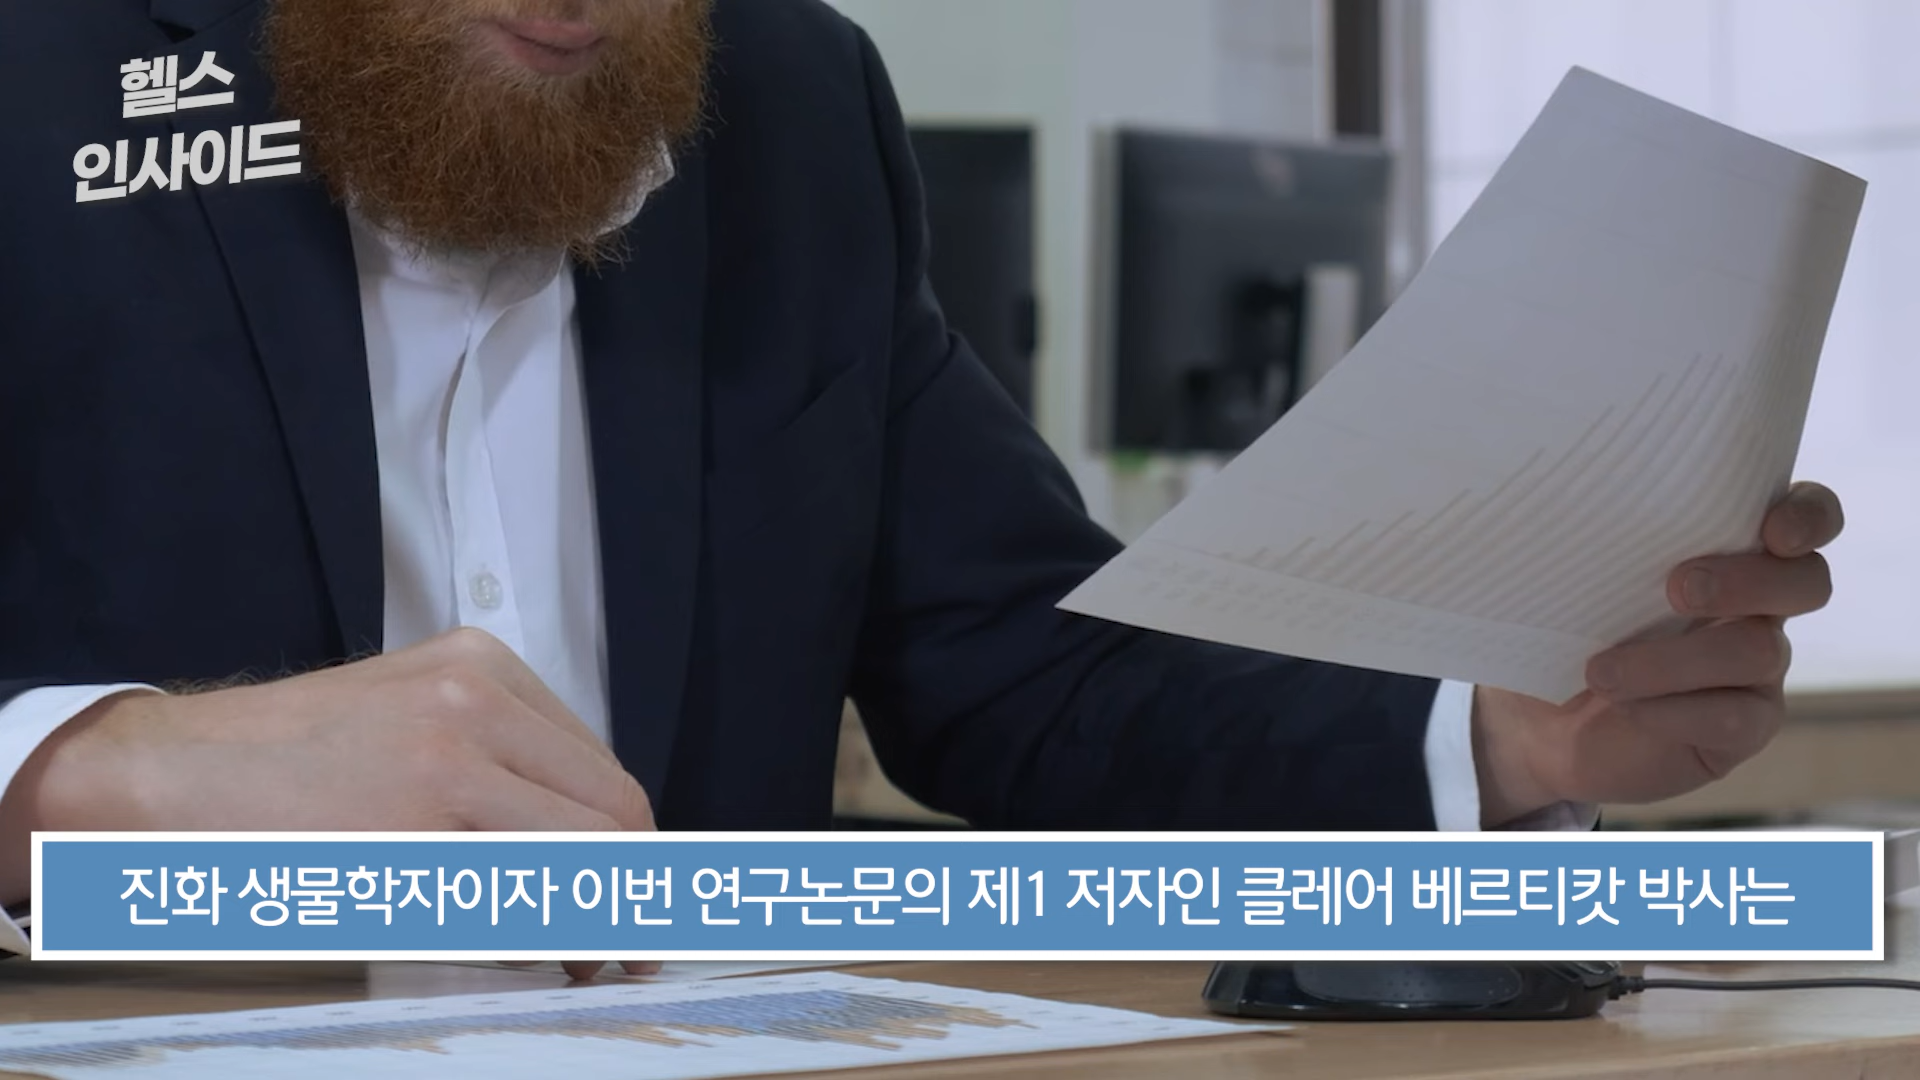 헬스
인사이드
진화 생물학자이자 이번 연구논문의 제1 저자인 클레어 베르티캇 박사는